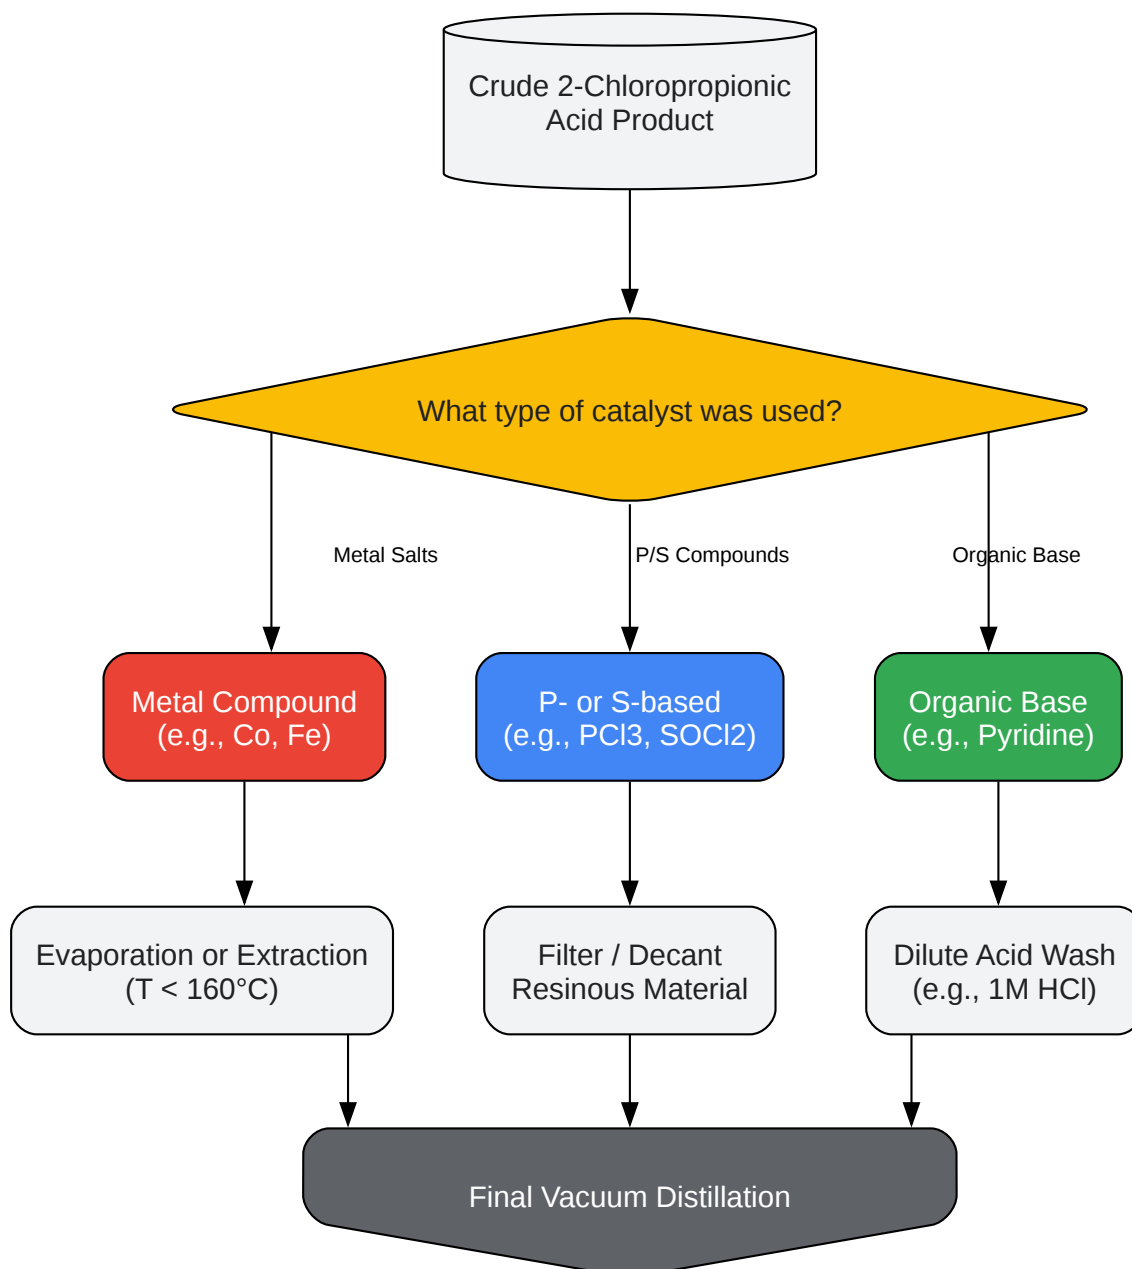 Crude 2-Chloropropionic
Acid Product
What type of catalyst was used?
Metal Salts
P/S Compounds
Organic Base
Metal Compound
(e.g., Co, Fe)
P- or S-based
(e.g., PCl3, SOCl2)
Organic Base
(e.g., Pyridine)
Evaporation or Extraction
(T < 160°C)
Filter / Decant
Resinous Material
Dilute Acid Wash
(e.g., 1M HCl)
Final Vacuum Distillation